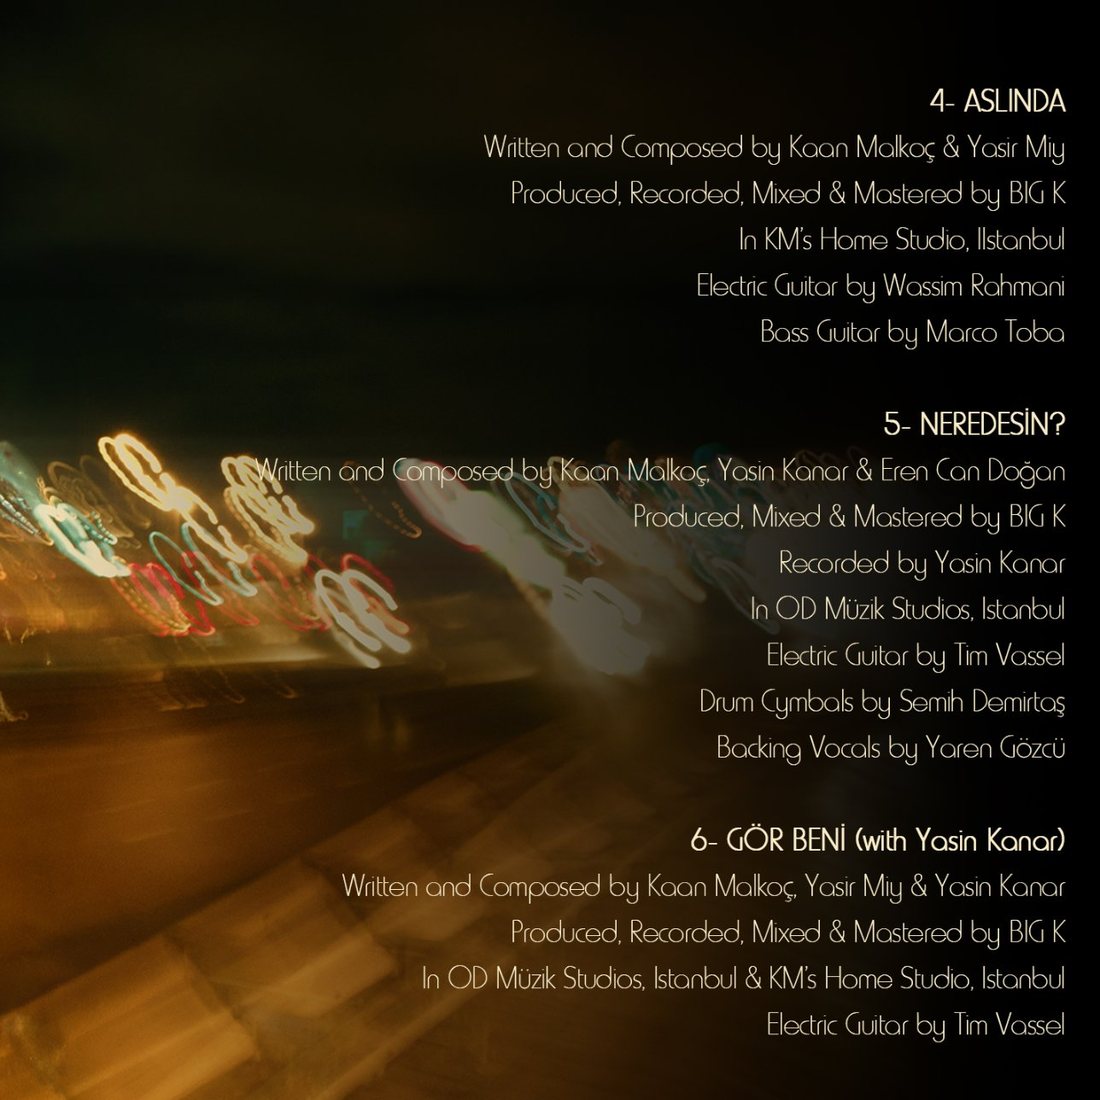 4- ASLINDA
Written and Composed by Kaan Malkoç & Yasir Miy
Produced, Recorded, Mixed & Mastered by BIG K
In KM's Home Studio, IIstanbul
Electric Guitar by Wassim Rahmani
Bass Guitar by Marco Toba
5- NEREDESİN?
Written and Composed by Kaan Malkoç, Yasin Kanar & Eren Can Doğan
Produced, Mixed & Mastered by BIG K
Recorded by Yasin Kanar
In OD Müzik Studios, Istanbul
Electric Guitar by Tim Vassel
Drum Cymbals by Semih Demirtaş
Backing Vocals by Yaren Gözcü
6- GÖR BENİ (with Yasin Kanar)
Written and Composed by Kaan Malkoç, Yasir Miy & Yasin Kanar
Produced, Recorded, Mixed & Mastered by BIG K
In OD Müzik Studios, Istanbul & KM's Home Studio, Istanbul
Electric Guitar by Tim Vassel